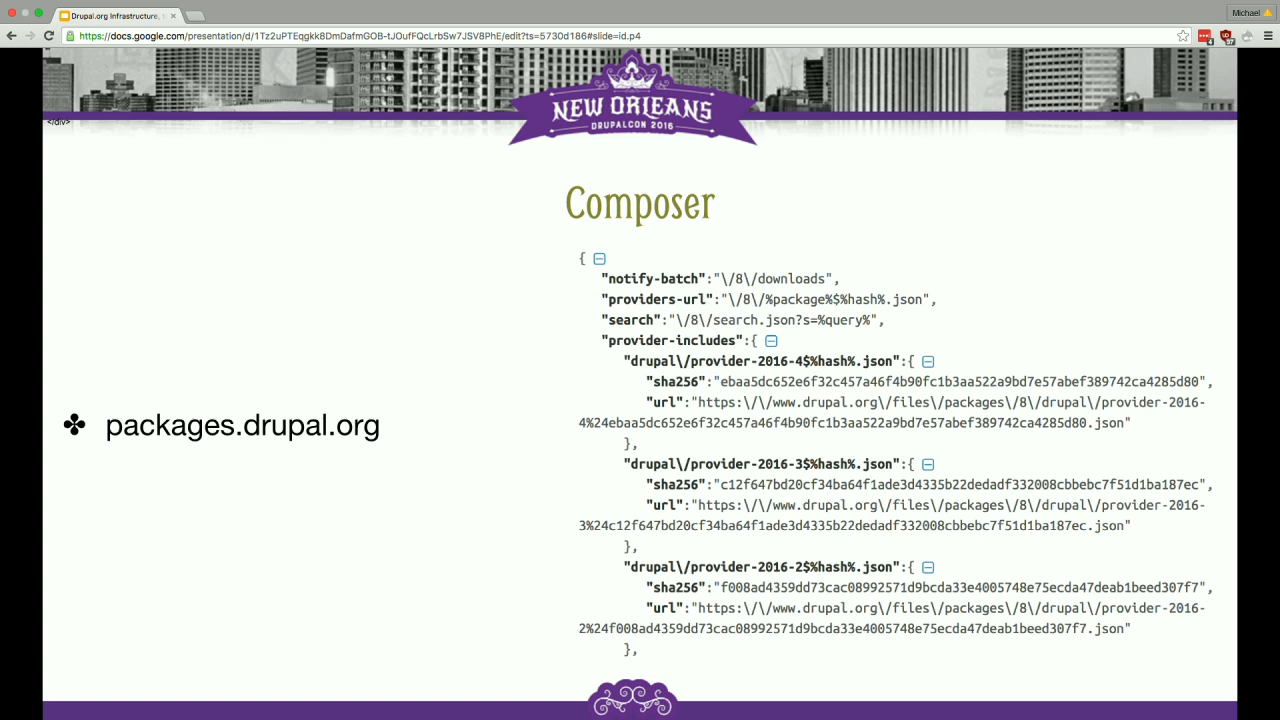 Drupal.org Infrastructure,
Michael
https://docs.google.com/presentation/d/1Tz2uPTEqgkk8DmDafmGOB-tJOufFQcLrbSw7JSV8PhE/edit?ts=5730d186#slide=id.p4
NEW ORLEANS
DRUPALCON 2016
</div>
Composer
{
"notify-batch":"\/8\/downloads",
"providers-url":"\/8\/%package%$%hash%.json",
"search":"\/8\/search.json?s=%query%",
"provider-includes":{
"drupal\/provider-2016-4$%hash%.json":{
"sha256":"ebaa5dc652e6f32c457a46f4b90fc1b3aa522a9bd7e57abef389742ca4285d80",
"url":"https:\/\/www.drupal.org\/files\/packages\/8\/drupal\/provider-2016-
4%24ebaa5dc652e6f32c457a46f4b90fc1b3aa522a9bd7e57abef389742ca4285d80.json"
},
"drupal\/provider-2016-3$%hash%.json":{
"sha256":"c12f647bd20cf34ba64f1ade3d4335b22dedadf332008cbbebc7f51d1ba187ec",
"url":"https:\/\/www.drupal.org\/files\/packages\/8\/drupal\/provider-2016-
3%24c12f647bd20cf34ba64f1ade3d4335b22dedadf332008cbbebc7f51d1ba187ec.json"
},
"drupal\/provider-2016-2$%hash%.json":{
"sha256":"f008ad4359dd73cac08992571d9bcda33e4005748e75ecda47deab1beed307f7",
"url":"https:\/\/www.drupal.org\/files\/packages\/8\/drupal\/provider-2016-
2%24f008ad4359dd73cac08992571d9bcda33e4005748e75ecda47deab1beed307f7.json"
},
✤ packages.drupal.org